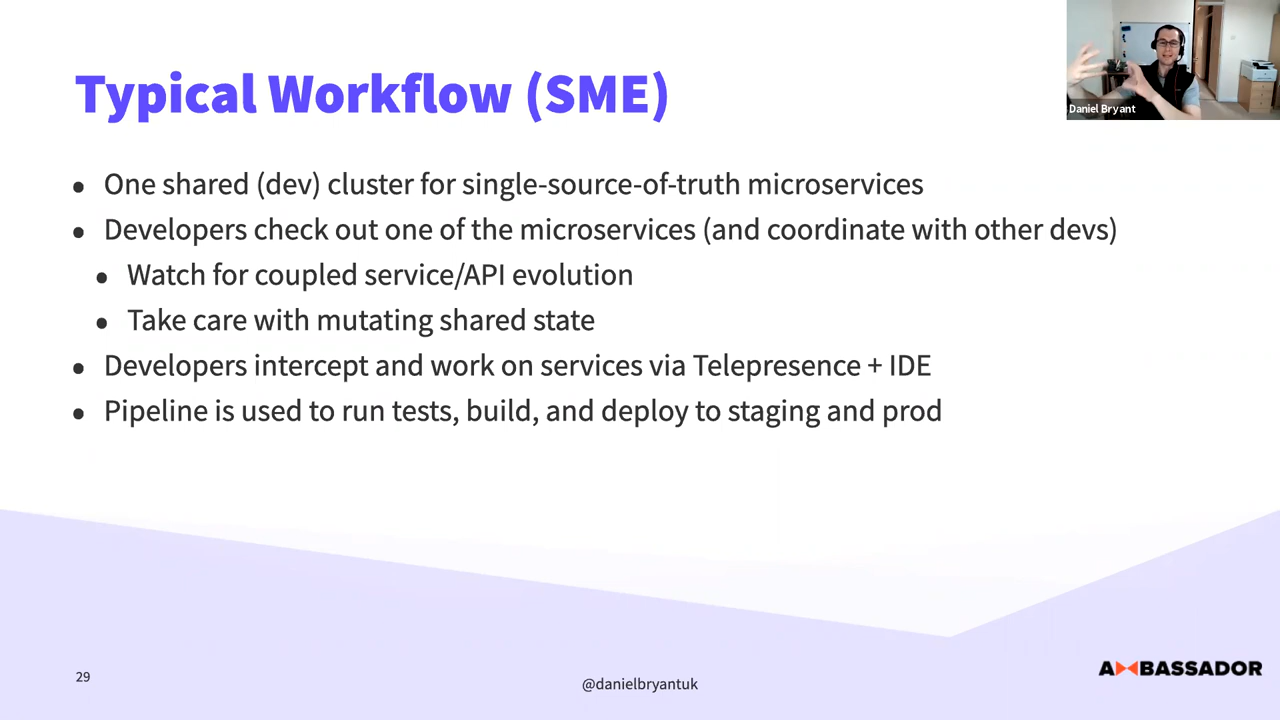 Typical Workflow (SME)
Daniel Bryant
• One shared (dev) cluster for single-source-of-truth microservices
• Developers check out one of the microservices (and coordinate with other devs)
• Watch for coupled service/API evolution
• Take care with mutating shared state
• Developers intercept and work on services via Telepresence + IDE
• Pipeline is used to run tests, build, and deploy to staging and prod
29
@danielbryantuk
AMBASSADOR